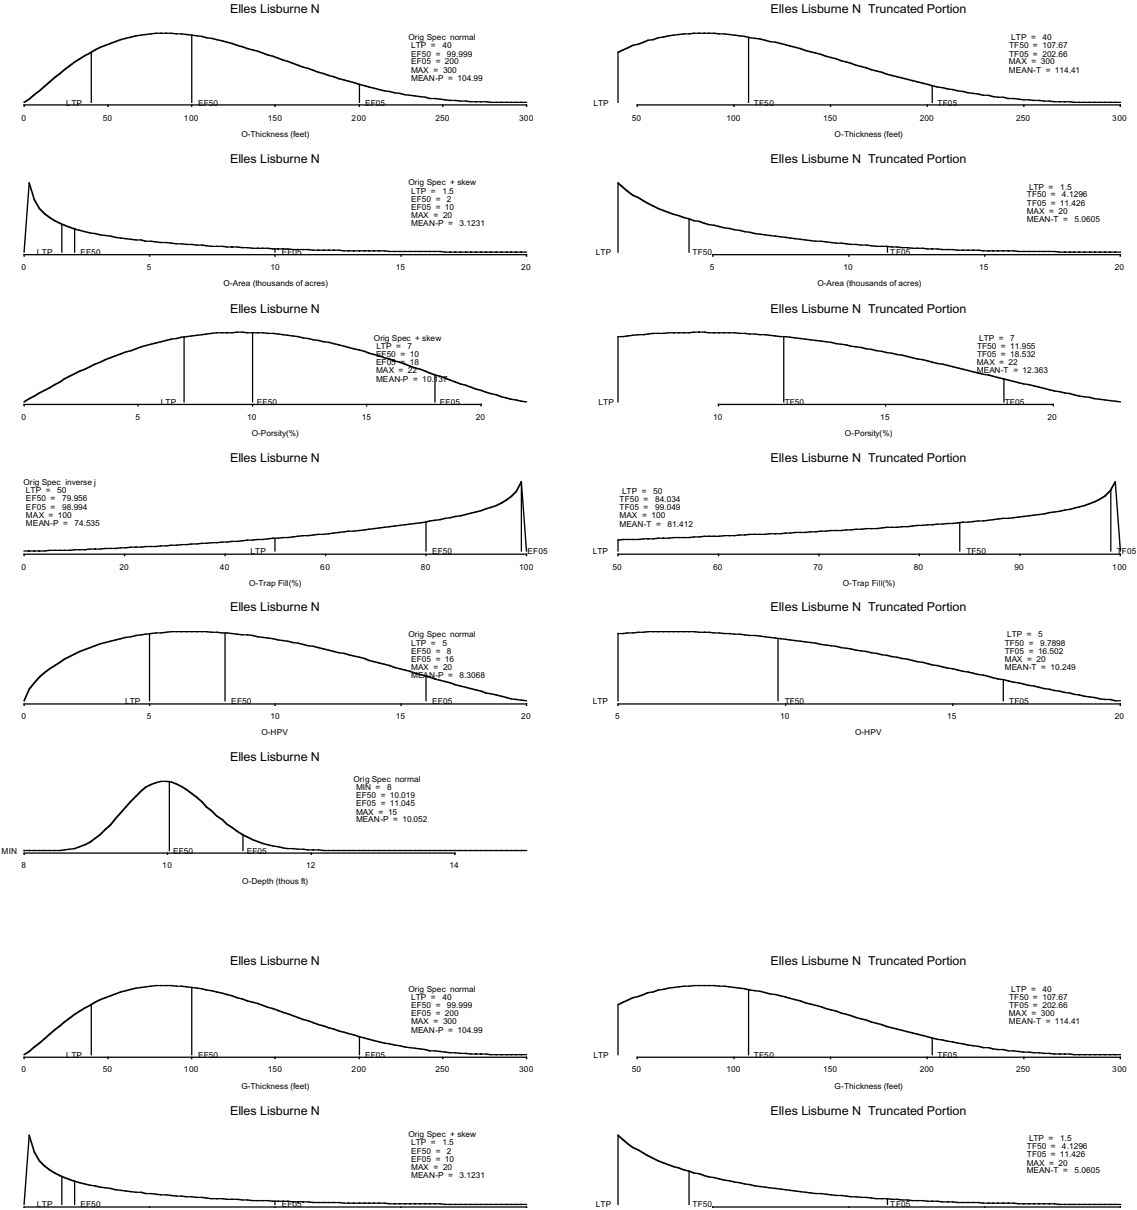 Elles Lisburne N
Orig Spec normal
LTP = 40
EF50 = 99.999
EF05 = 200
MAX = 300
MEAN-P = 104.99
LTP EF50 EF05
0 50 100 150 200 250 300
O-Thickness (feet)
Elles Lisburne N Truncated Portion
LTP = 40
TF50 = 107.67
TF05 = 202.66
MAX = 300
MEAN-T = 114.41
LTP TF50 TF05
50 100 150 200 250 300
O-Thickness (feet)
Elles Lisburne N
Orig Spec + skew
LTP = 1.5
EF50 = 2
EF05 = 10
MAX = 20
MEAN-P = 3.1231
LTP EF50 EF05
0 5 10 15 20
O-Area (thousands of acres)
Elles Lisburne N Truncated Portion
LTP = 1.5
TF50 = 4.1296
TF05 = 11.426
MAX = 20
MEAN-T = 5.0605
LTP TF50 TF05
5 10 15 20
O-Area (thousands of acres)
Elles Lisburne N
Orig Spec + skew
LTP = 7
EF50 = 10
EF05 = 18
MAX = 22
MEAN-P = 10.137
LTP EF50 EF05
0 5 10 15 20
O-Porsity(%)
Elles Lisburne N Truncated Portion
LTP = 7
TF50 = 11.955
TF05 = 18.532
MAX = 22
MEAN-T = 12.363
LTP TF50 TF05
10 15 20
O-Porsity(%)
Elles Lisburne N
Orig Spec inverse j
LTP = 50
EF50 = 79.956
EF05 = 98.994
MAX = 100
MEAN-P = 74.535
LTP EF50 EF05
0 20 40 60 80 100
O-Trap Fill(%)
Elles Lisburne N Truncated Portion
LTP = 50
TF50 = 84.034
TF05 = 99.049
MAX = 100
MEAN-T = 81.412
LTP TF50 TF05
50 60 70 80 90 100
O-Trap Fill(%)
Elles Lisburne N
Orig Spec normal
LTP = 5
EF50 = 8
EF05 = 16
MAX = 20
MEAN-P = 8.3068
LTP EF50 EF05
0 5 10 15 20
O-HPV
Elles Lisburne N Truncated Portion
LTP = 5
TF50 = 9.7898
TF05 = 16.502
MAX = 20
MEAN-T = 10.249
LTP TF50 TF05
5 10 15 20
O-HPV
Elles Lisburne N
Orig Spec normal
MIN = 8
EF50 = 10.019
EF05 = 11.045
MAX = 15
MEAN-P = 10.052
MIN EF50 EF05
8 10 12 14
O-Depth (thous ft)
Elles Lisburne N
Orig Spec normal
LTP = 40
EF50 = 99.999
EF05 = 200
MAX = 300
MEAN-P = 104.99
LTP EF50 EF05
0 50 100 150 200 250 300
G-Thickness (feet)
Elles Lisburne N Truncated Portion
LTP = 40
TF50 = 107.67
TF05 = 202.66
MAX = 300
MEAN-T = 114.41
LTP TF50 TF05
50 100 150 200 250 300
G-Thickness (feet)
Elles Lisburne N
Orig Spec + skew
LTP = 1.5
EF50 = 2
EF05 = 10
MAX = 20
MEAN-P = 3.1231
LTP EF50 EF05
Elles Lisburne N Truncated Portion
LTP = 1.5
TF50 = 4.1296
TF05 = 11.426
MAX = 20
MEAN-T = 5.0605
LTP TF50 TF05